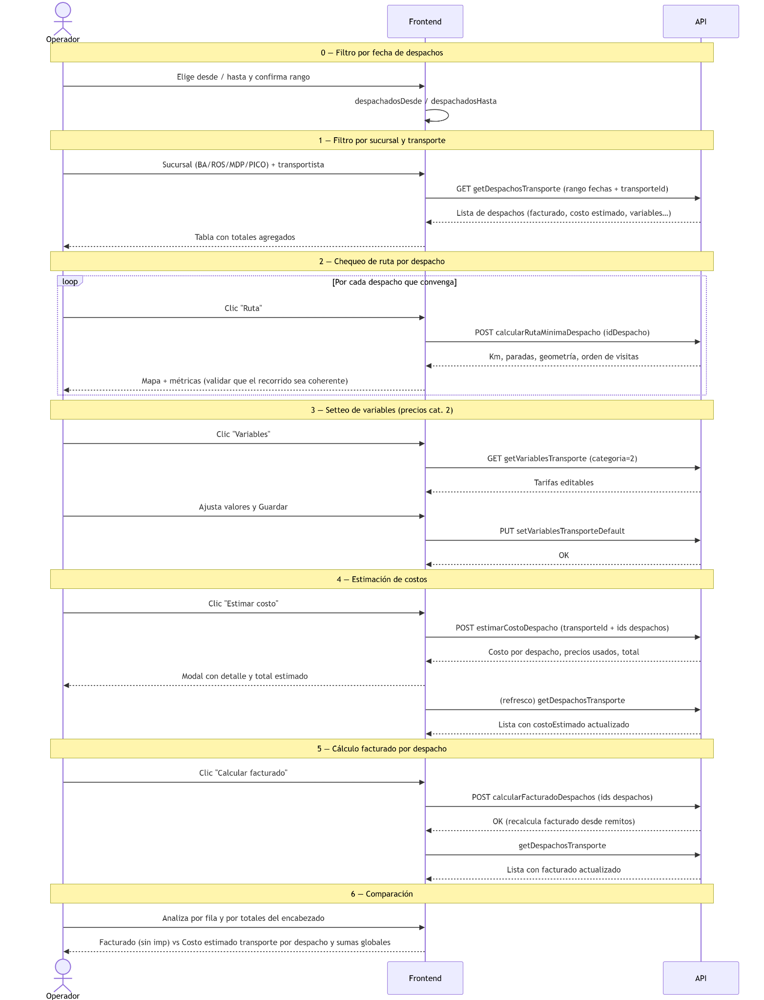 Operador
Frontend
API
0 — Filtro por fecha de despachos
Elige desde / hasta y confirma rango
despachadosDesde / despachadosHasta
1 — Filtro por sucursal y transporte
Sucursal (BA/ROS/MDP/PICO) + transportista
GET getDespachosTransporte (rango fechas + transporteId)
Lista de despachos (facturado, costo estimado, variables…)
Tabla con totales agregados
2 — Chequeo de ruta por despacho
loop
[Por cada despacho que convenga]
Clic "Ruta"
POST calcularRutaMinimaDespacho (idDespacho)
Km, paradas, geometría, orden de visitas
Mapa + métricas (validar que el recorrido sea coherente)
3 — Setteo de variables (precios cat. 2)
Clic "Variables"
GET getVariablesTransporte (categoria=2)
Tarifas editables
Ajusta valores y Guardar
PUT setVariablesTransporteDefault
OK
4 — Estimación de costos
Clic "Estimar costo"
POST estimarCostoDespacho (transporteId + ids despachos)
Costo por despacho, precios usados, total
Modal con detalle y total estimado
(refresco) getDespachosTransporte
Lista con costoEstimado actualizado
5 — Cálculo facturado por despacho
Clic "Calcular facturado"
POST calcularFacturadoDespachos (ids despachos)
OK (recalcula facturado desde remitos)
getDespachosTransporte
Lista con facturado actualizado
6 — Comparación
Analiza por fila y por totales del encabezado
Facturado (sin imp) vs Costo estimado transporte por despacho y sumas globales
Operador
Frontend
API